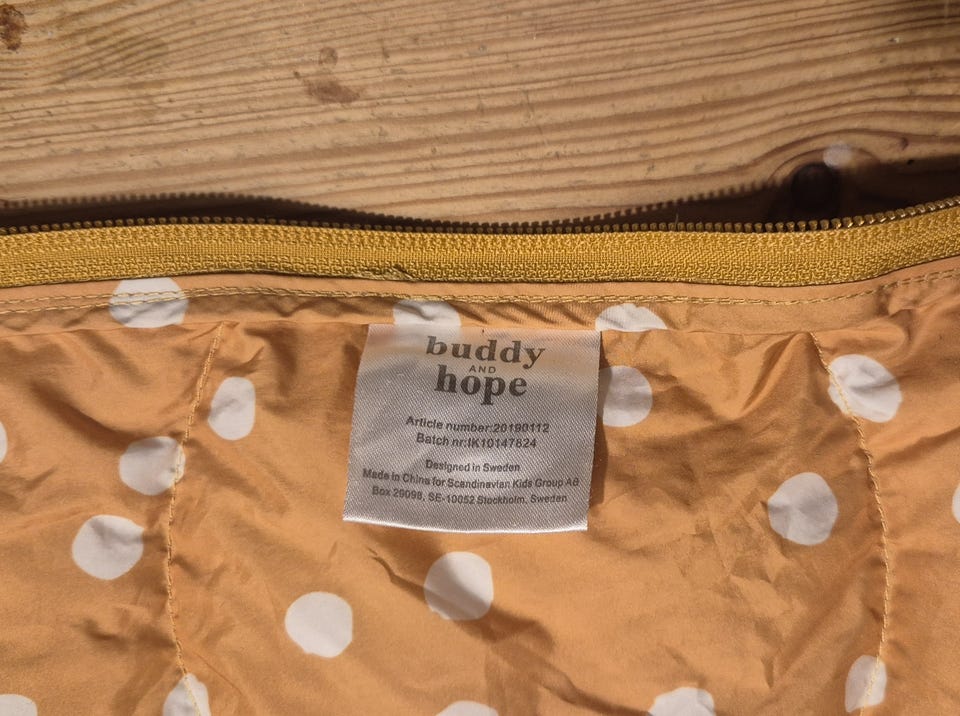 buddy
AND
hope
Article number:20190112
Batch nr:IK10147824
Designed in Sweden
Made in China for Scandinavian Kids Group AB
Box 29098, SE-10052 Stockholm, Sweden